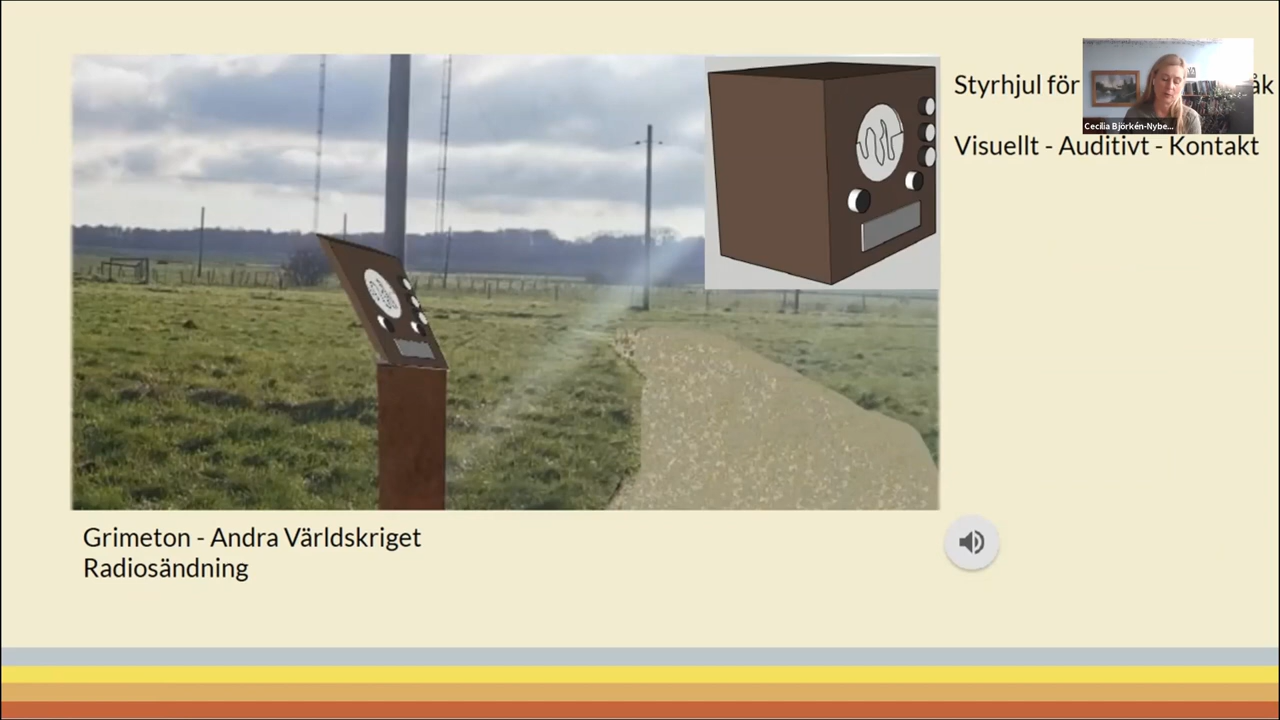 Styrhjul för
Cecilia Björkén-Nybe...
Visuellt - Auditivt - Kontakt
Grimeton - Andra Världskriget
Radiosändning